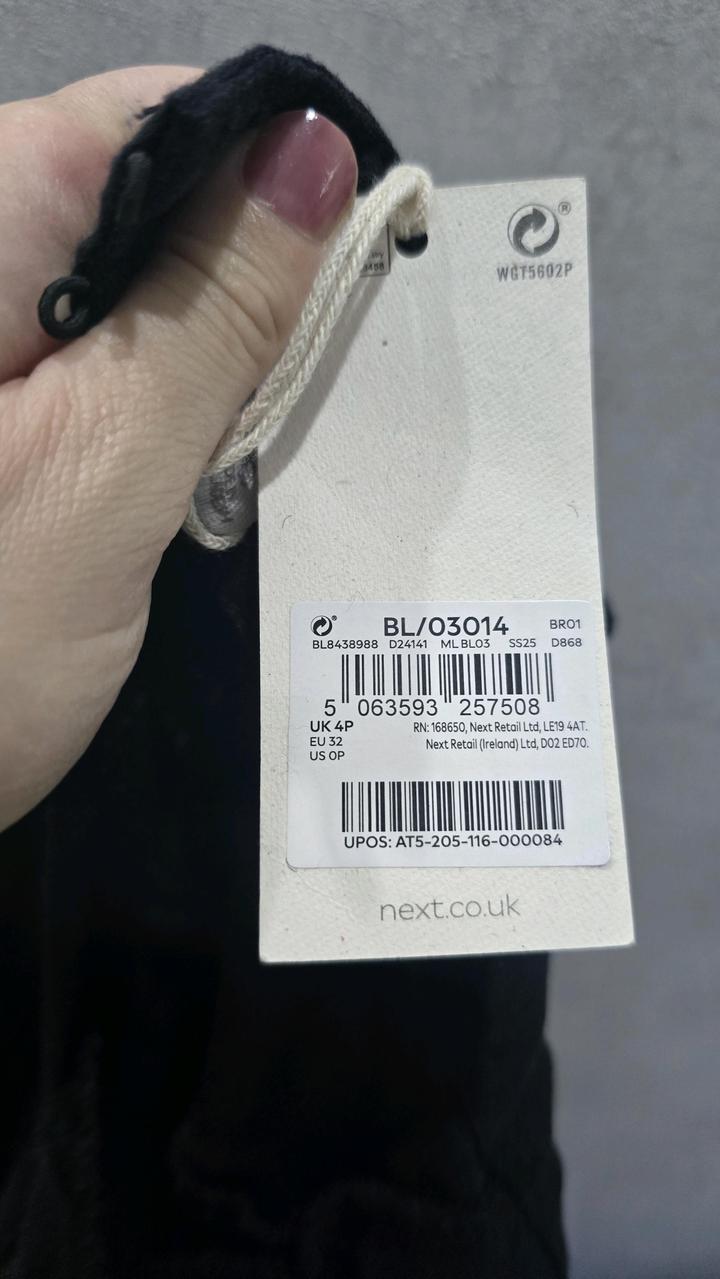 ®
WGT5602P
BL/03014 BR01
BL8438988 D24141 ML BL03 SS25 D868
5 063593 257508
UK 4P RN: 168650, Next Retail Ltd, LE19 4AT.
EU 32 Next Retail (Ireland) Ltd, D02 ED70.
US 0P
UPOS: AT5-205-116-000084
next.co.uk